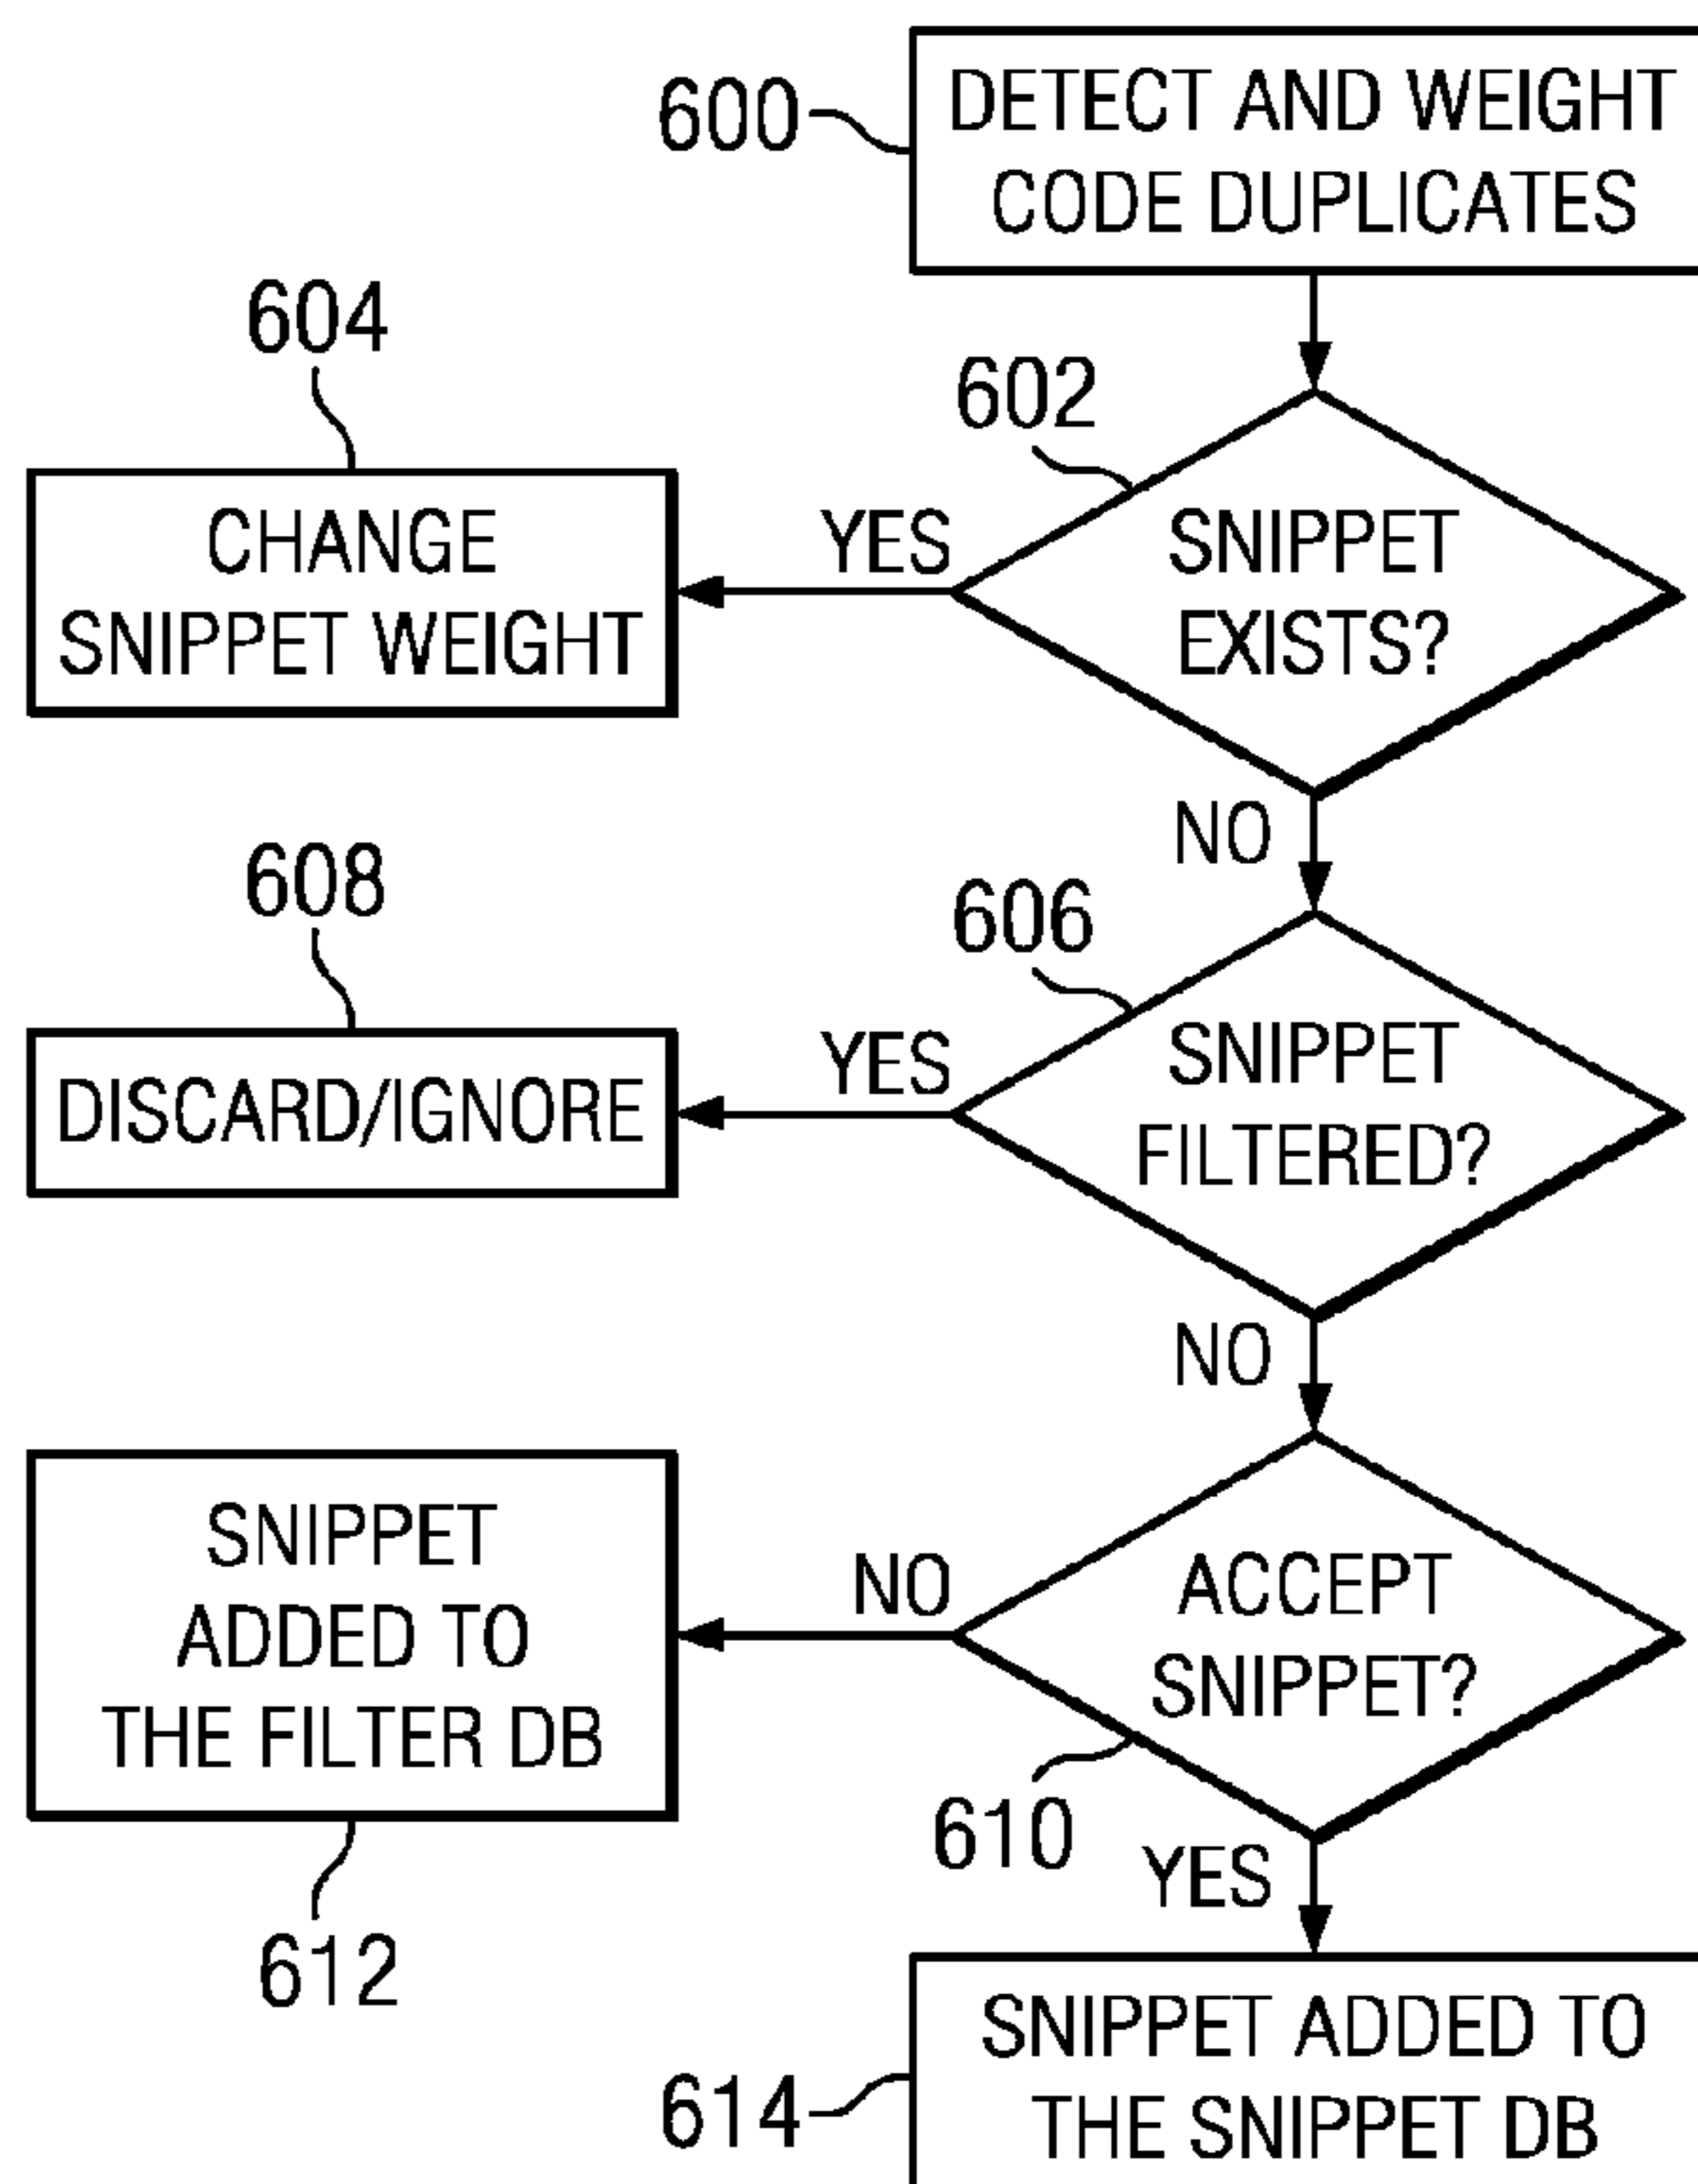 600
DETECT AND WEIGHT
CODE DUPLICATES
604
602
CHANGE
SNIPPET WEIGHT
YES
SNIPPET
EXISTS?
NO
608
606
DISCARD/IGNORE
YES
SNIPPET
FILTERED?
NO
SNIPPET
ADDED TO
THE FILTER DB
NO
ACCEPT
SNIPPET?
610
YES
612
614
SNIPPET ADDED TO
THE SNIPPET DB